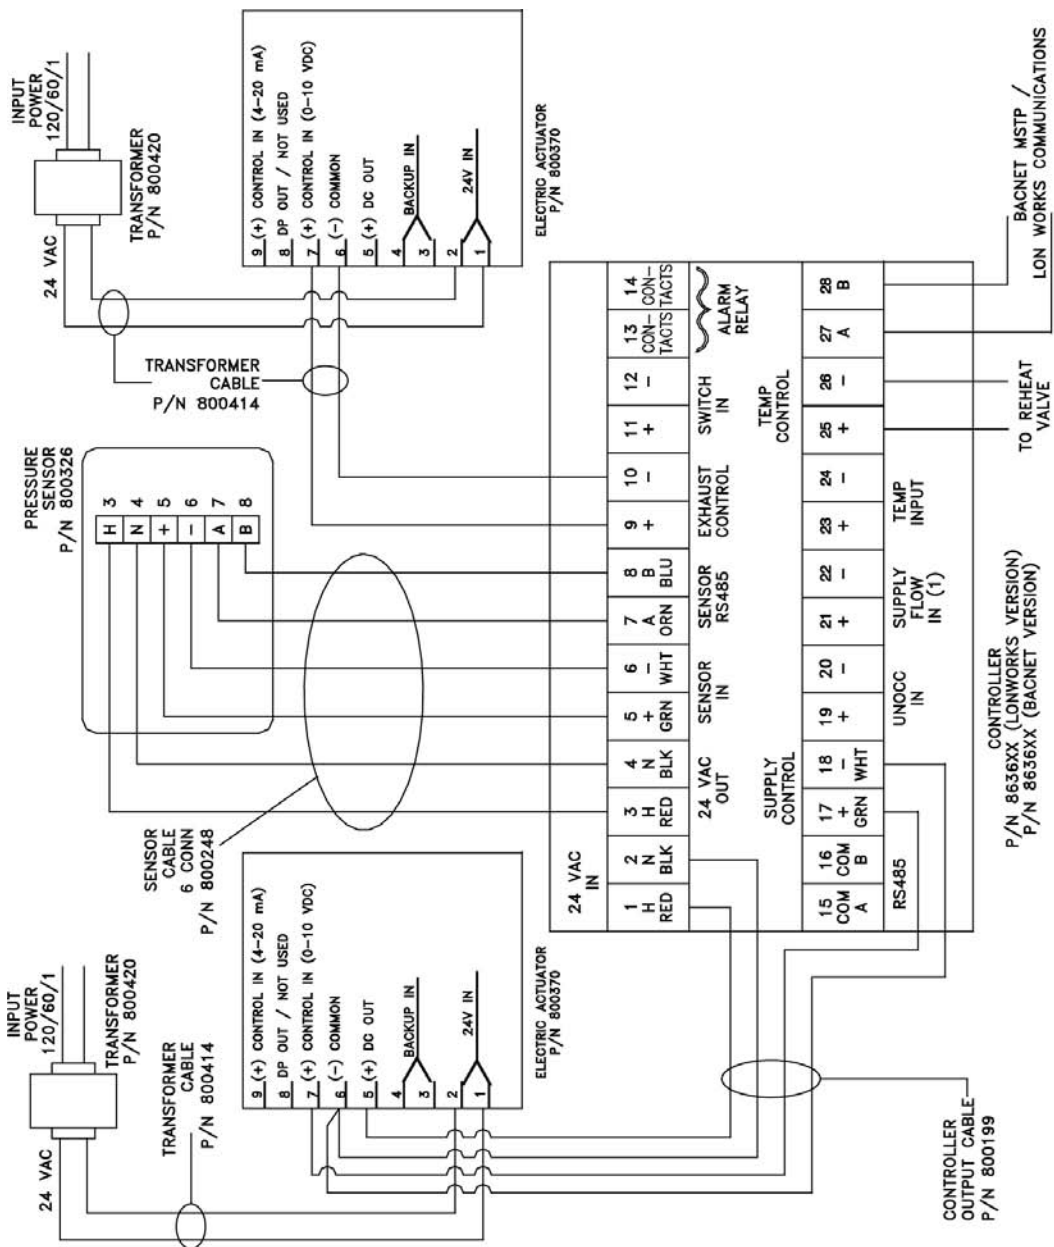 INPUT
POWER
120/60/1
24 VAC
TRANSFORMER
P/N 800420
TRANSFORMER
CABLE
P/N 800414
9 (+) CONTROL IN (4-20 mA)
8 DP OUT / NOT USED
7 (+) CONTROL IN (0-10 VDC)
6 (-) COMMON
5 (+) DC OUT
4
BACKUP IN
3
2
24V IN
1
ELECTRIC ACTUATOR
P/N 800370
SENSOR
CABLE
6 CONN
P/N 800248
PRESSURE
SENSOR
P/N 800326
H 3
N 4
+ 5
- 6
A 7
B 8
INPUT
POWER
120/60/1
24 VAC
TRANSFORMER
P/N 800420
TRANSFORMER
CABLE
P/N 800414
9 (+) CONTROL IN (4-20 mA)
8 DP OUT / NOT USED
7 (+) CONTROL IN (0-10 VDC)
6 (-) COMMON
5 (+) DC OUT
4
BACKUP IN
3
2
24V IN
1
ELECTRIC ACTUATOR
P/N 800370
24 VAC
IN
1 2 3 4 5 6 7 8 9 10 11 12 13 14
H N H N + - A B + - + - CON- CON-
RED BLK RED BLK GRN WHT ORN BLU TACTS TACTS
24 VAC
OUT
SENSOR
IN
SENSOR
RS485
EXHAUST
CONTROL
SWITCH
IN
ALARM
RELAY
SUPPLY
CONTROL
TEMP
CONTROL
15 16 17 18 19 20 21 22 23 24 25 26 27 28
COM COM + - + - + - + - + - A B
A B GRN WHT
RS485
UNOCC
IN
SUPPLY
FLOW
IN (1)
TEMP
INPUT
CONTROLLER
P/N 8636XX (LONWORKS VERSION)
P/N 8636XX (BACNET VERSION)
CONTROLLER
OUTPUT CABLE
P/N 800199
TO REHEAT
VALVE
BACNET MSTP /
LON WORKS COMMUNICATIONS